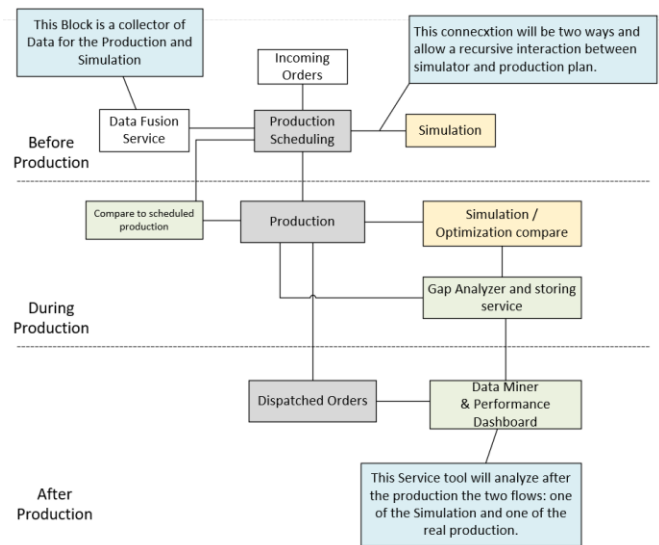 This Block is a collector of
Data for the Production and
Simulation
This connecxtion will be two ways and
allow a recursive interaction between
simulator and production plan.
Incoming
Orders
Data Fusion
Service
Production
Scheduling
Simulation
Before
Production
Compare to scheduled
production
Production
Simulation /
Optimization compare
Gap Analyzer and storing
service
During
Production
Dispatched Orders
Data Miner
& Performance
Dashboard
This Service tool will analyze after
the production the two flows: one
of the Simulation and one of the
real production.
After
Production